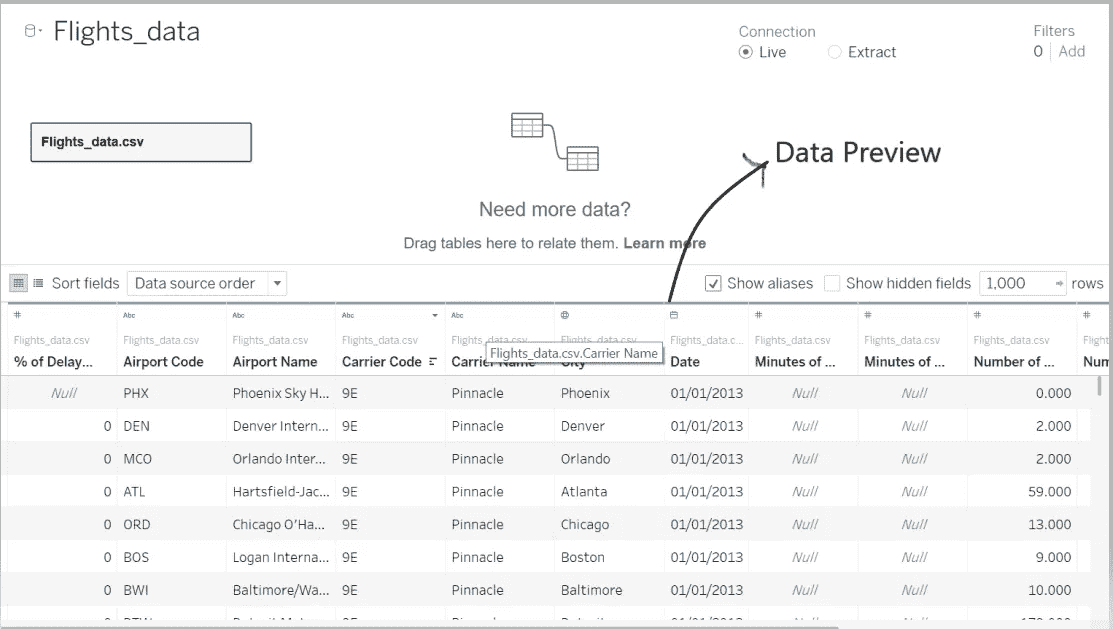 Flights_data
Connection
Live Extract
Filters
0 Add
Flights_data.csv
Data Preview
Need more data?
Drag tables here to relate them. Learn more
Sort fields Data source order Show aliases Show hidden fields 1,000 rows
# Abc Abc Abc Abc # # # #
Flights_data.csv Flights_data.csv Flights_data.csv Flights_data.csv Flights_data.csv Flights_data.csv Flights_data.c... Flights_data.csv Flights_data.csv Flights_data.csv Flight
Flights_data.csv.Carrier Name
% of Delay... Airport Code Airport Name Carrier Code Carrier Name City Date Minutes of ... Minutes of ... Number of ... Num
Null PHX Phoenix Sky H... 9E Pinnacle Phoenix 01/01/2013 Null Null 0.000
0 DEN Denver Intern... 9E Pinnacle Denver 01/01/2013 Null Null 2.000
0 MCO Orlando Inter... 9E Pinnacle Orlando 01/01/2013 Null Null 2.000
0 ATL Hartsfield-Jac... 9E Pinnacle Atlanta 01/01/2013 Null Null 59.000
0 ORD Chicago O'Ha... 9E Pinnacle Chicago 01/01/2013 Null Null 13.000
0 BOS Logan Interna... 9E Pinnacle Boston 01/01/2013 Null Null 9.000
0 BWI Baltimore/Wa... 9E Pinnacle Baltimore 01/01/2013 Null Null 10.000